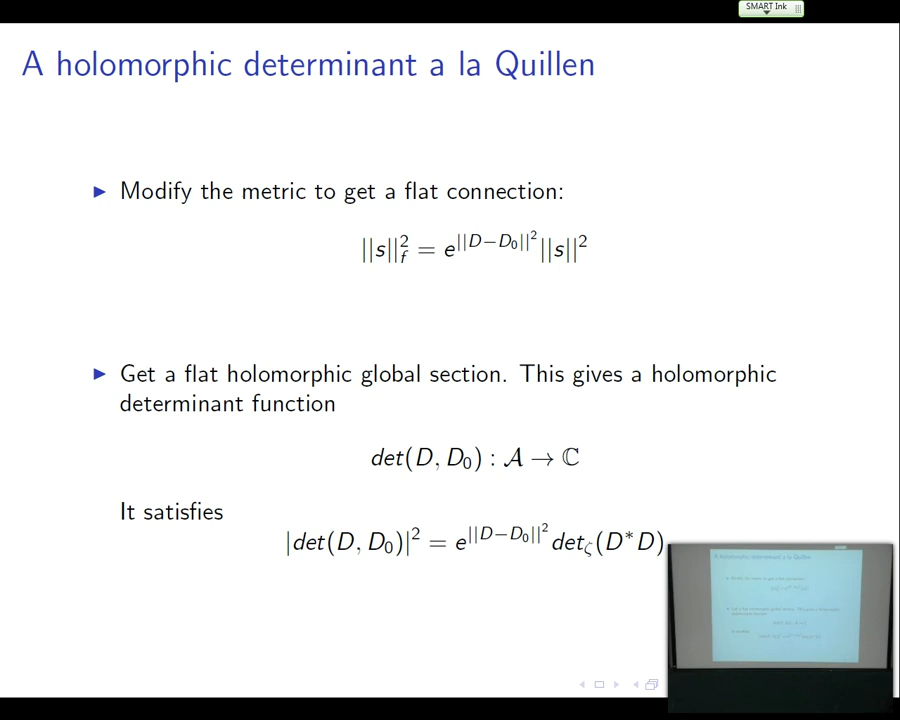 SMART Ink
A holomorphic determinant a la Quillen
▶ Modify the metric to get a flat connection:
||s||²_f = e^{||D−D₀||²}||s||²
▶ Get a flat holomorphic global section. This gives a holomorphic
determinant function
det(D, D₀) : 𝒜 → ℂ
It satisfies
|det(D, D₀)|² = e^{||D−D₀||²}det_ζ(D*D)